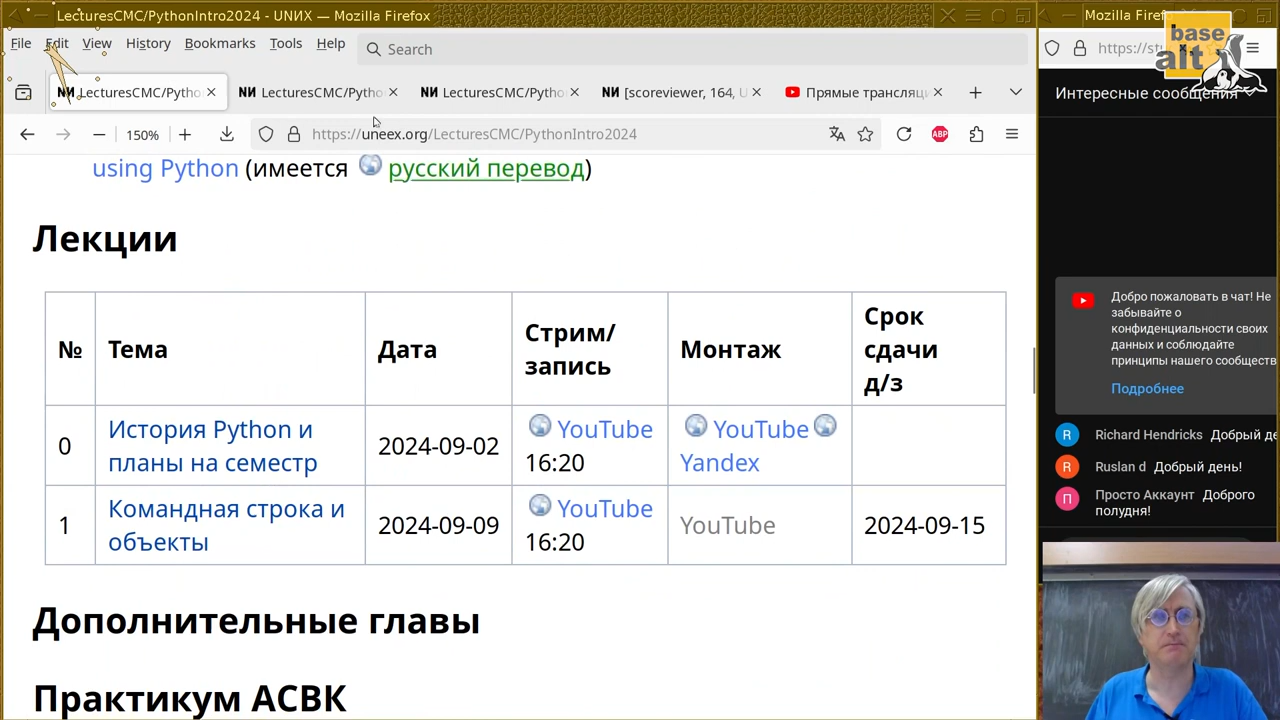 LecturesCMC/PythonIntro2024 - UNИX — Mozilla Firefox
File Edit View History Bookmarks Tools Help
Search
LecturesCMC/Pytho
LecturesCMC/Pytho
LecturesCMC/Pytho
[scoreviewer, 164, U
Прямые трансляц
150%
https://uneex.org/LecturesCMC/PythonIntro2024
using Python (имеется русский перевод)
Лекции
№ Тема Дата Стрим/запись Монтаж Срок сдачи д/з
0 История Python и планы на семестр 2024-09-02 YouTube 16:20 YouTube Yandex
1 Командная строка и объекты 2024-09-09 YouTube 16:20 YouTube 2024-09-15
Дополнительные главы
Практикум АСВК
Mozilla
base
alt
https://
Интересные сообщения
Добро пожаловать в чат! Не
забывайте о
конфиденциальности своих
данных и соблюдайте
принципы нашего сообществ
Подробнее
R Richard Hendricks Добрый де
R Ruslan d Добрый день!
П Просто Аккаунт Доброго
полудня!